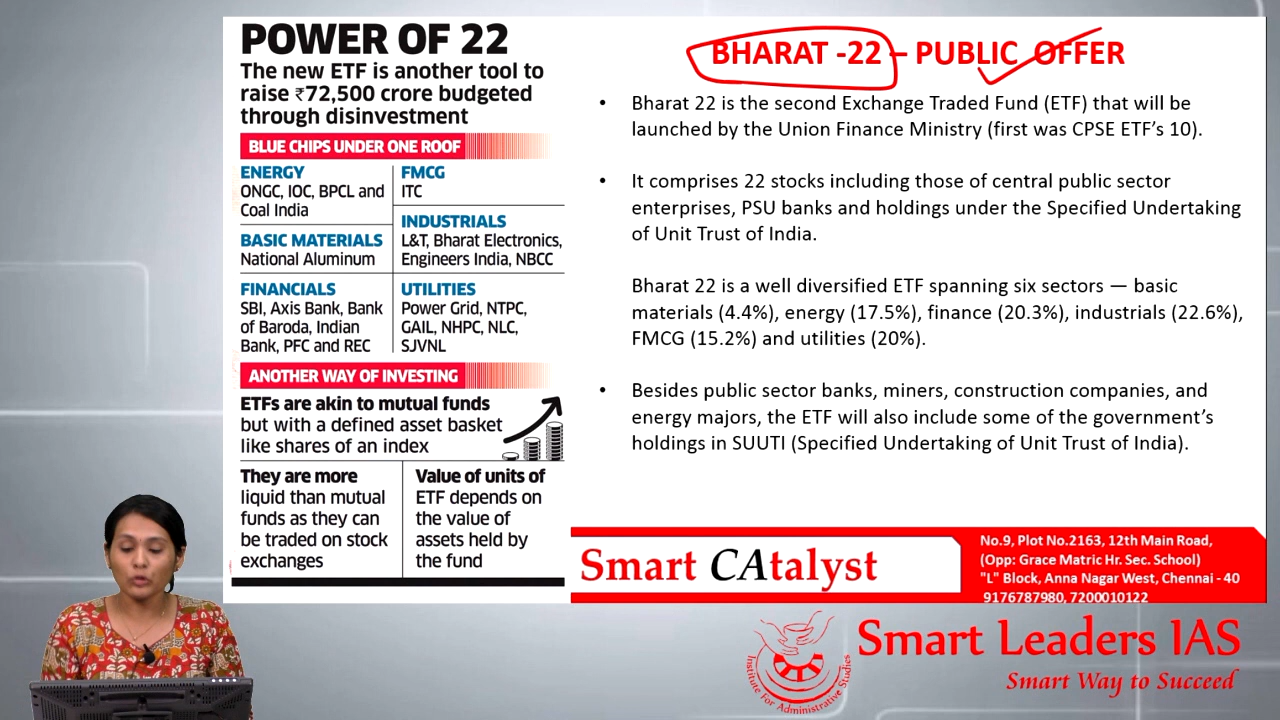 POWER OF 22
The new ETF is another tool to
raise ₹72,500 crore budgeted
through disinvestment
BLUE CHIPS UNDER ONE ROOF
ENERGY
ONGC, IOC, BPCL and
Coal India
BASIC MATERIALS
National Aluminum
FINANCIALS
SBI, Axis Bank, Bank
of Baroda, Indian
Bank, PFC and REC
FMCG
ITC
INDUSTRIALS
L&T, Bharat Electronics,
Engineers India, NBCC
UTILITIES
Power Grid, NTPC,
GAIL, NHPC, NLC,
SJVNL
ANOTHER WAY OF INVESTING
ETFs are akin to mutual funds
but with a defined asset basket
like shares of an index
They are more
liquid than mutual
funds as they can
be traded on stock
exchanges
Value of units of
ETF depends on
the value of
assets held by
the fund
BHARAT -22 – PUBLIC OFFER
• Bharat 22 is the second Exchange Traded Fund (ETF) that will be
launched by the Union Finance Ministry (first was CPSE ETF’s 10).
• It comprises 22 stocks including those of central public sector
enterprises, PSU banks and holdings under the Specified Undertaking
of Unit Trust of India.
Bharat 22 is a well diversified ETF spanning six sectors — basic
materials (4.4%), energy (17.5%), finance (20.3%), industrials (22.6%),
FMCG (15.2%) and utilities (20%).
• Besides public sector banks, miners, construction companies, and
energy majors, the ETF will also include some of the government’s
holdings in SUUTI (Specified Undertaking of Unit Trust of India).
Smart CAtalyst
No.9, Plot No.2163, 12th Main Road,
(Opp: Grace Matric Hr. Sec. School)
"L" Block, Anna Nagar West, Chennai - 40
9176787980, 7200010122
Institute For Administrative Studies
Smart Leaders IAS
Smart Way to Succeed